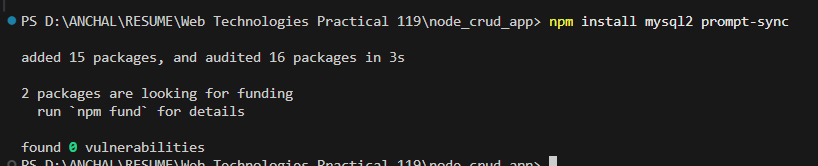 PS D:\ANCHAL\RESUME\Web Technologies Practical 119\node_crud_app> npm install mysql2 prompt-sync
added 15 packages, and audited 16 packages in 3s
2 packages are looking for funding
  run `npm fund` for details
found 0 vulnerabilities
PS D:\ANCHAL\RESUME\Web Technologies Practical 119\node_crud_app>